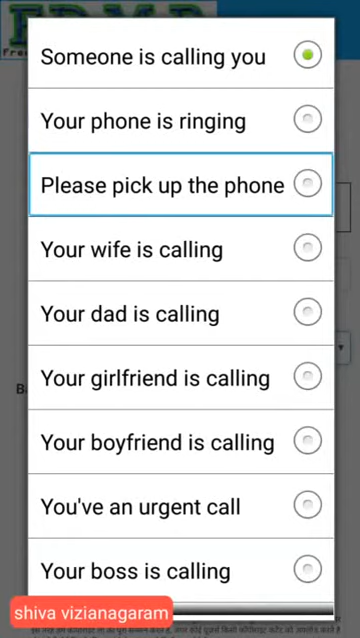 Someone is calling you
Your phone is ringing
Please pick up the phone
Your wife is calling
Your dad is calling
Your girlfriend is calling
Your boyfriend is calling
You've an urgent call
Your boss is calling
shiva vizianagaram